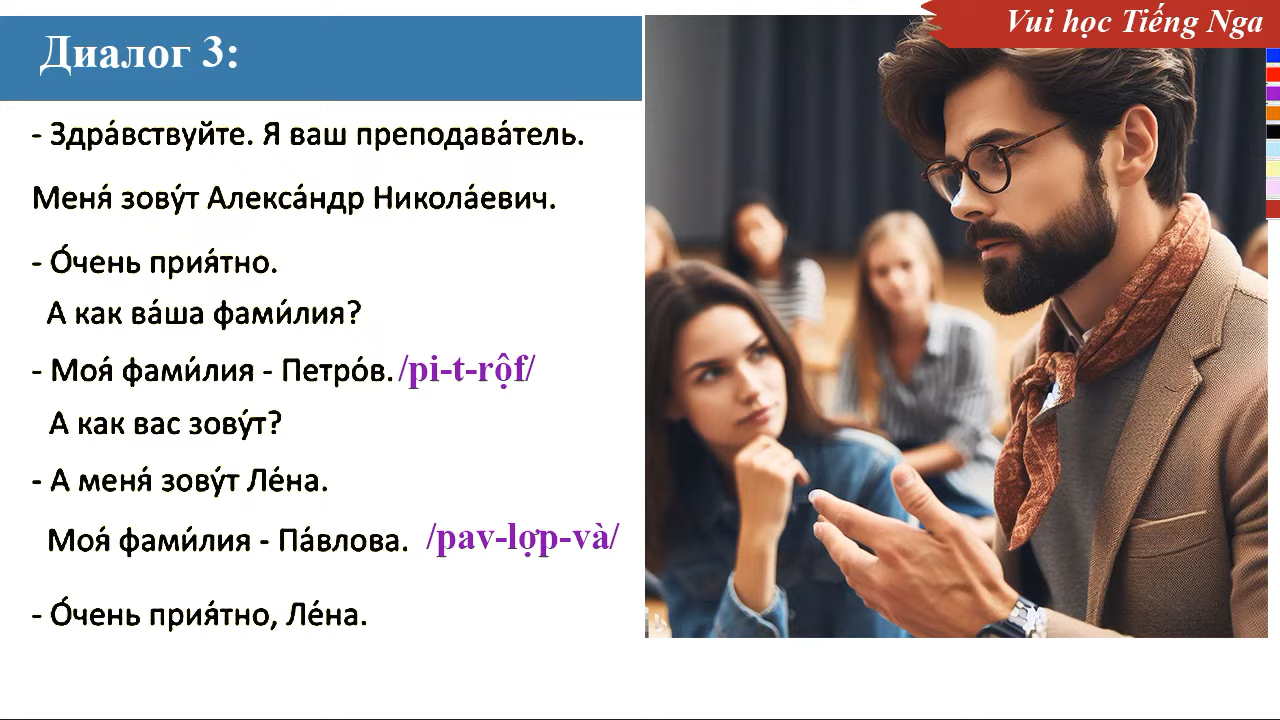 Vui học Tiếng Nga
Диалог 3:
- Здра́вствуйте. Я ваш преподава́тель.
Меня́ зову́т Алекса́ндр Никола́евич.
- О́чень прия́тно.
А как ва́ша фами́лия?
- Моя́ фами́лия - Петро́в. /pi-t-rộf/
А как вас зову́т?
- А меня́ зову́т Ле́на.
Моя́ фами́лия - Па́влова. /pav-lợp-và/
- О́чень прия́тно, Ле́на.